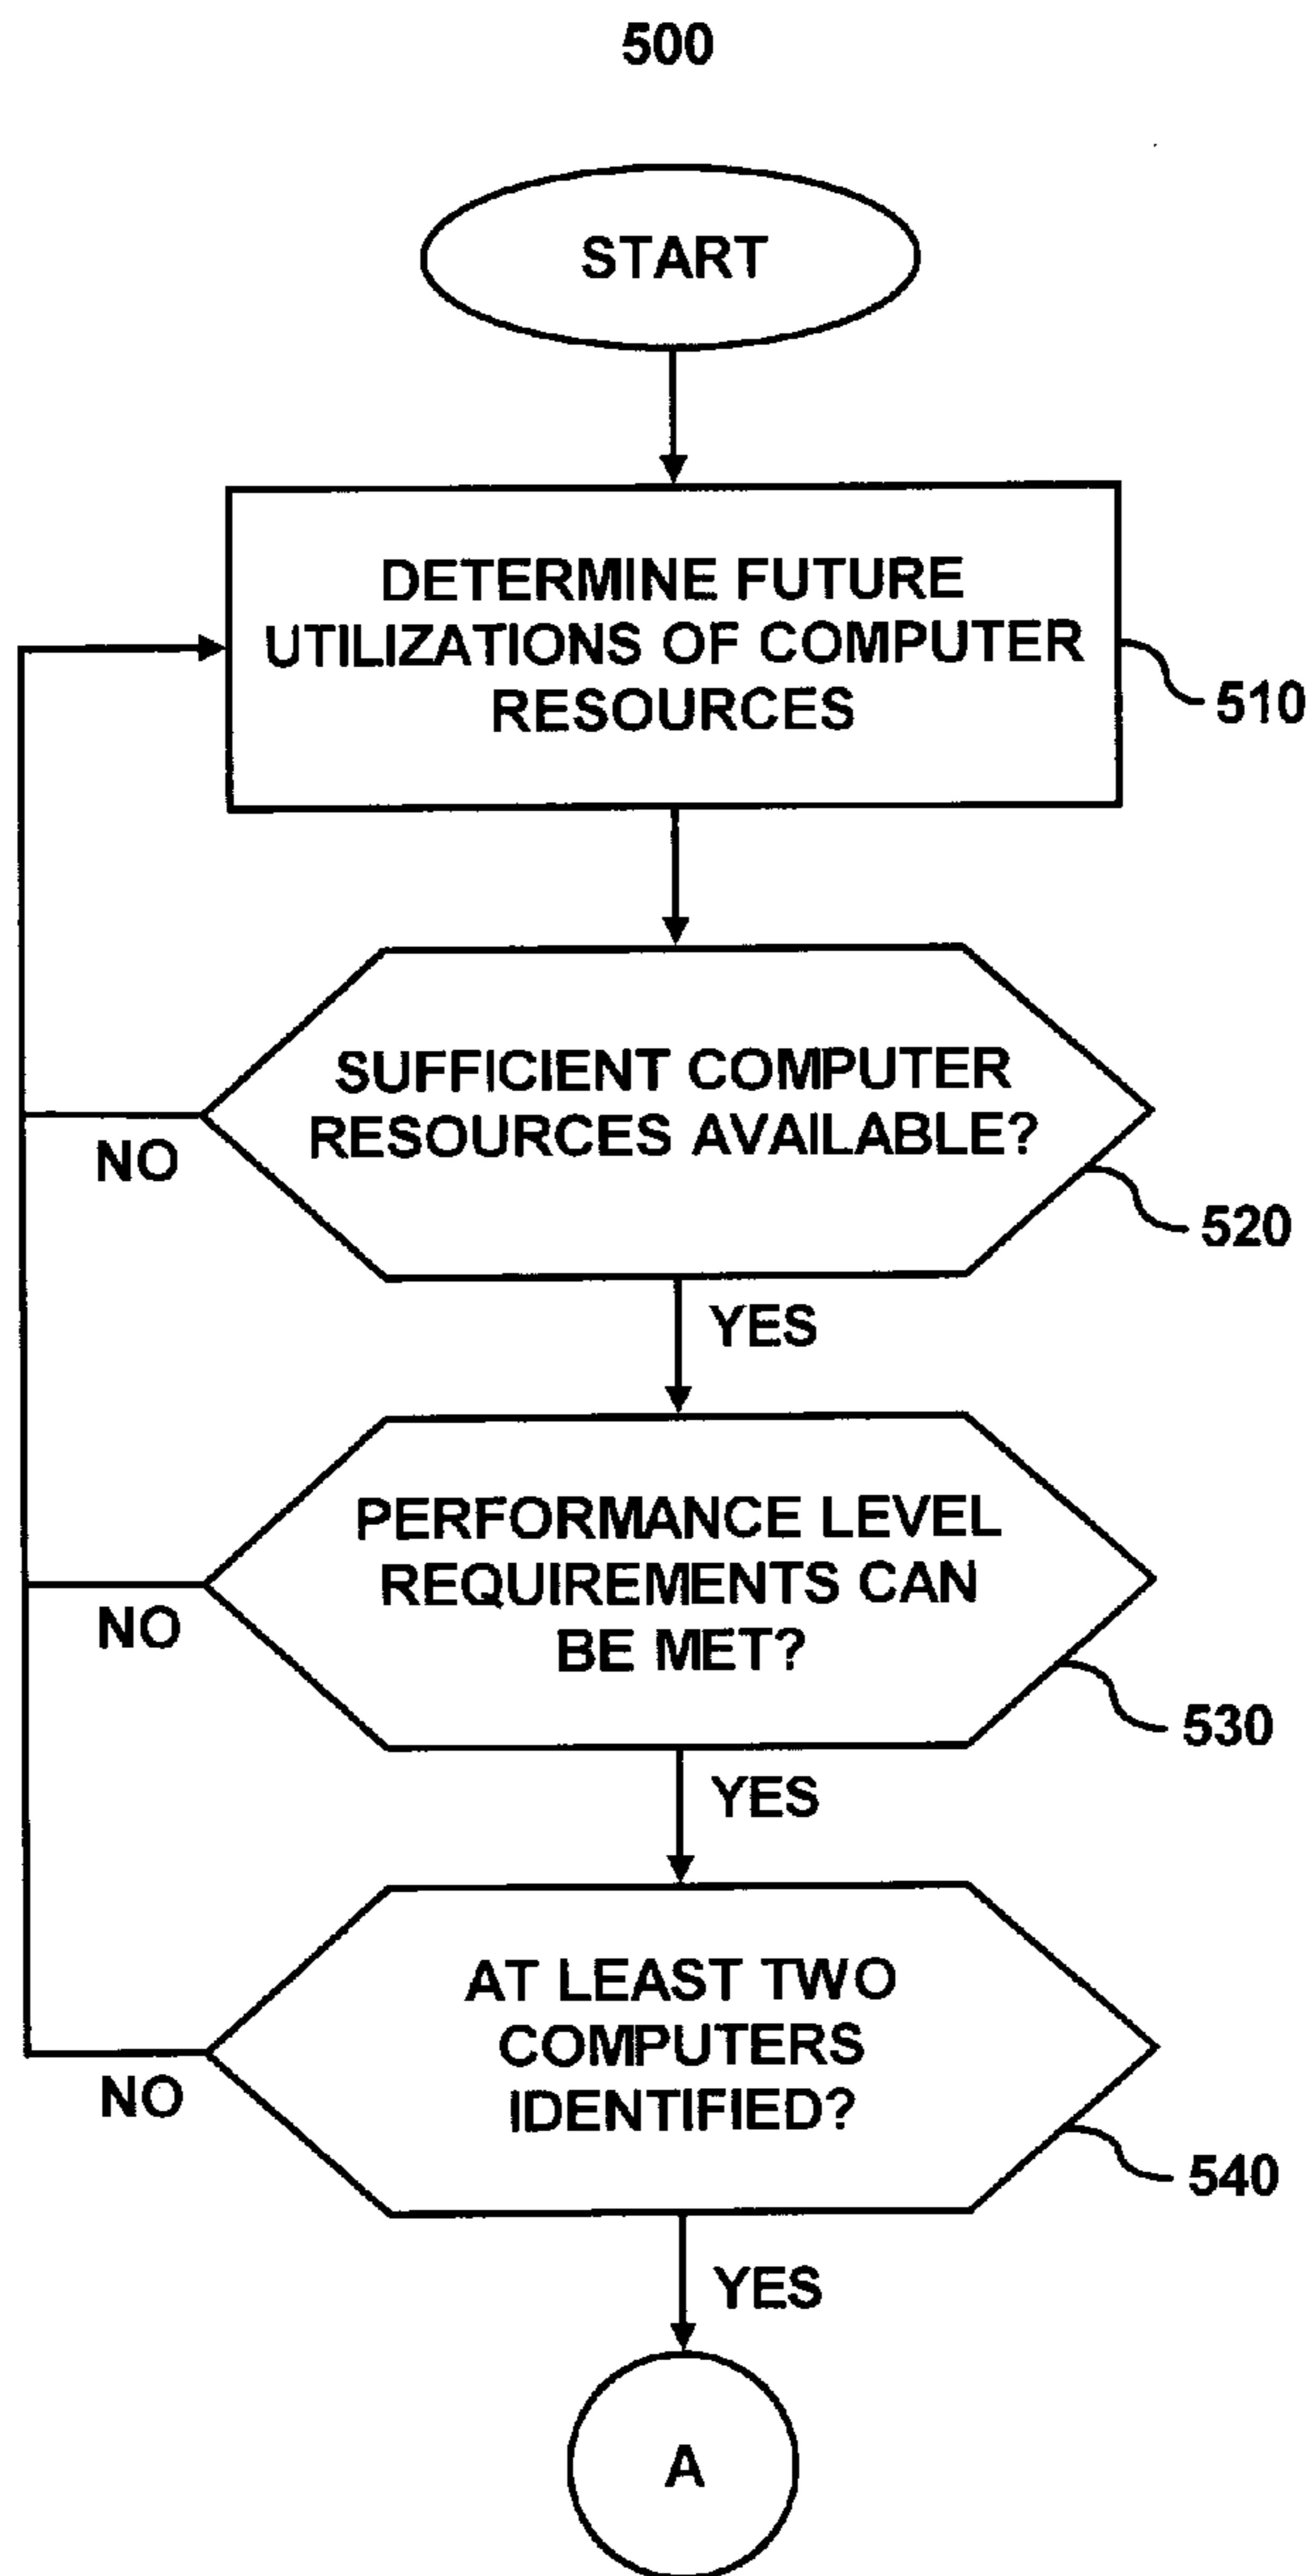 500
START
DETERMINE FUTURE
UTILIZATIONS OF COMPUTER
RESOURCES
510
SUFFICIENT COMPUTER
RESOURCES AVAILABLE?
NO
520
YES
PERFORMANCE LEVEL
REQUIREMENTS CAN
BE MET?
NO
530
YES
AT LEAST TWO
COMPUTERS
IDENTIFIED?
NO
540
YES
A